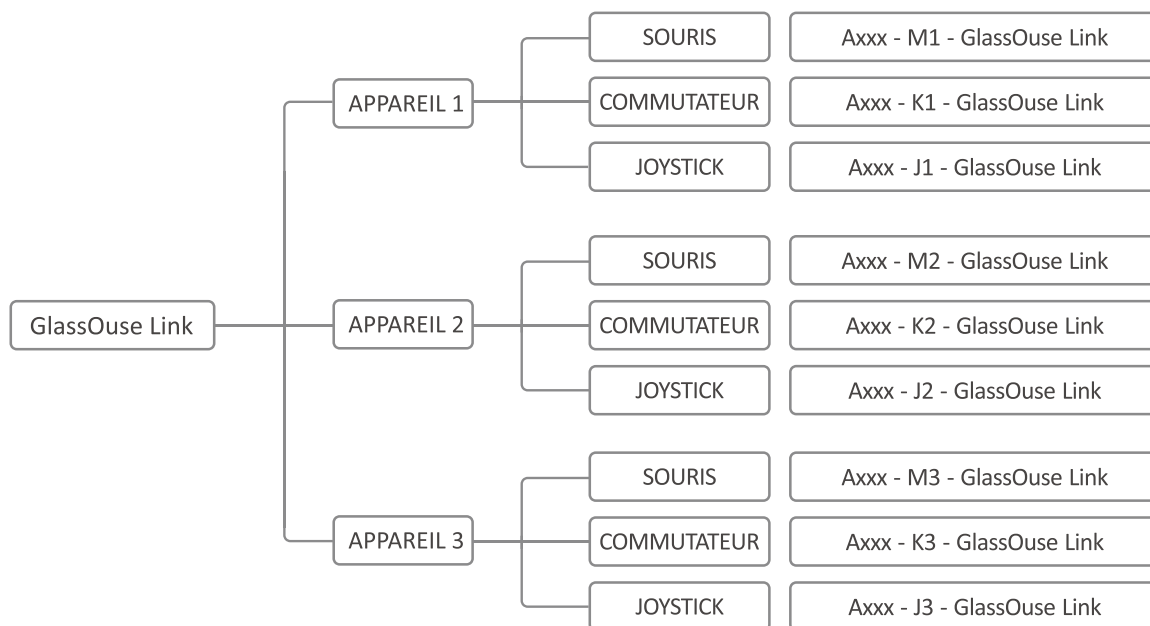 SOURIS Axxx - M1 - GlassOuse Link
APPAREIL 1 COMMUTATEUR Axxx - K1 - GlassOuse Link
JOYSTICK Axxx - J1 - GlassOuse Link
SOURIS Axxx - M2 - GlassOuse Link
GlassOuse Link APPAREIL 2 COMMUTATEUR Axxx - K2 - GlassOuse Link
JOYSTICK Axxx - J2 - GlassOuse Link
SOURIS Axxx - M3 - GlassOuse Link
APPAREIL 3 COMMUTATEUR Axxx - K3 - GlassOuse Link
JOYSTICK Axxx - J3 - GlassOuse Link